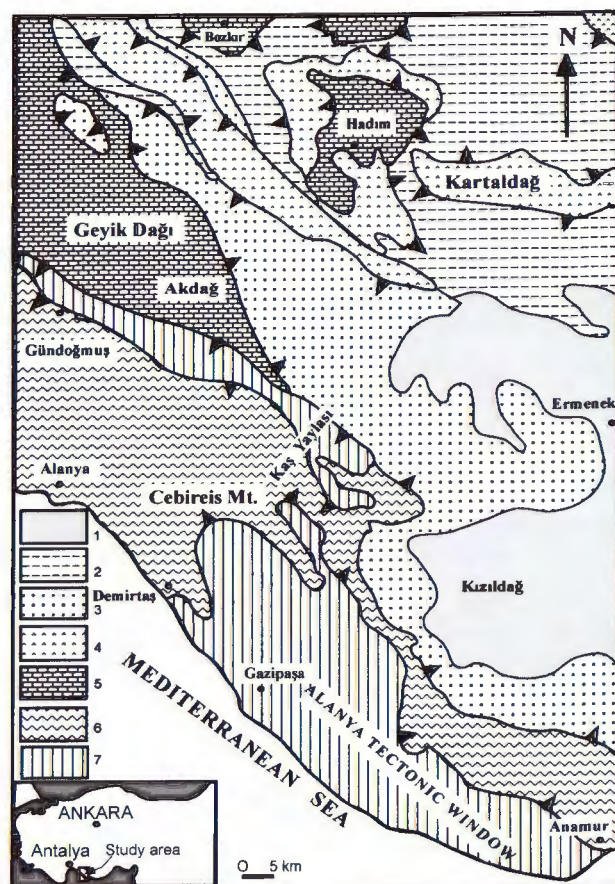 Bozkır
N
Hadım
Kartaldağ
Geyik Dağı
Akdağ
Gündoğmuş
Ermenek
Kaş Yaylası
Alanya
Cebireis Mt.
1
2
3
4
5
6
7
Demirtaş
Kızıldağ
Gazipaşa
MEDITERRANEAN SEA
ALANYA TECTONIC WINDOW
Anamur
ANKARA
Antalya
Study area
0 5 km